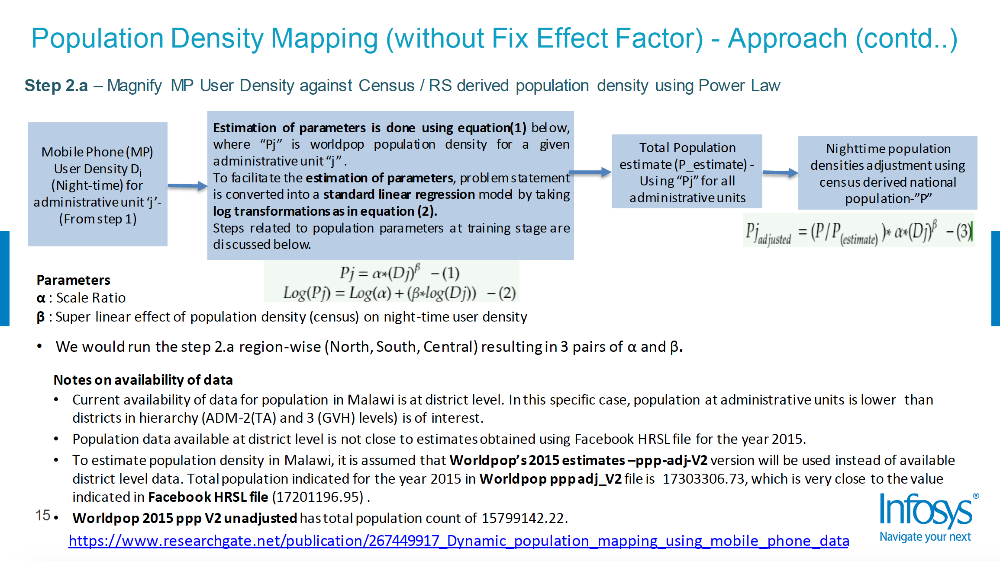 Population Density Mapping (without Fix Effect Factor) - Approach (contd..)
Step 2.a – Magnify MP User Density against Census / RS derived population density using Power Law
Mobile Phone (MP)
User Density Dj
(Night-time) for
administrative unit ‘j’-
(From step 1)
Estimation of parameters is done using equation(1) below,
where “Pj” is worldpop population density for a given
administrative unit “j” .
To facilitate the estimation of parameters, problem statement
is converted into a standard linear regression model by taking
log transformations as in equation (2).
Steps related to population parameters at training stage are
discussed below.
Total Population
estimate (P_estimate) -
Using “Pj” for all
administrative units
Nighttime population
densities adjustment using
census derived national
population-”P”
Pj_adjusted = (P/P_(estimate))* α*(Dj)^β – (3)
Pj = α*(Dj)^β – (1)
Log(Pj) = Log(α) + (β*log(Dj)) – (2)
Parameters
α : Scale Ratio
β : Super linear effect of population density (census) on night-time user density
• We would run the step 2.a region-wise (North, South, Central) resulting in 3 pairs of α and β.
Notes on availability of data
• Current availability of data for population in Malawi is at district level. In this specific case, population at administrative units is lower than
districts in hierarchy (ADM-2(TA) and 3 (GVH) levels) is of interest.
• Population data available at district level is not close to estimates obtained using Facebook HRSL file for the year 2015.
• To estimate population density in Malawi, it is assumed that Worldpop’s 2015 estimates –ppp-adj-V2 version will be used instead of available
district level data. Total population indicated for the year 2015 in Worldpop ppp adj_V2 file is 17303306.73, which is very close to the value
indicated in Facebook HRSL file (17201196.95) .
• Worldpop 2015 ppp V2 unadjusted has total population count of 15799142.22.
https://www.researchgate.net/publication/267449917_Dynamic_population_mapping_using_mobile_phone_data
15
Infosys®
Navigate your next